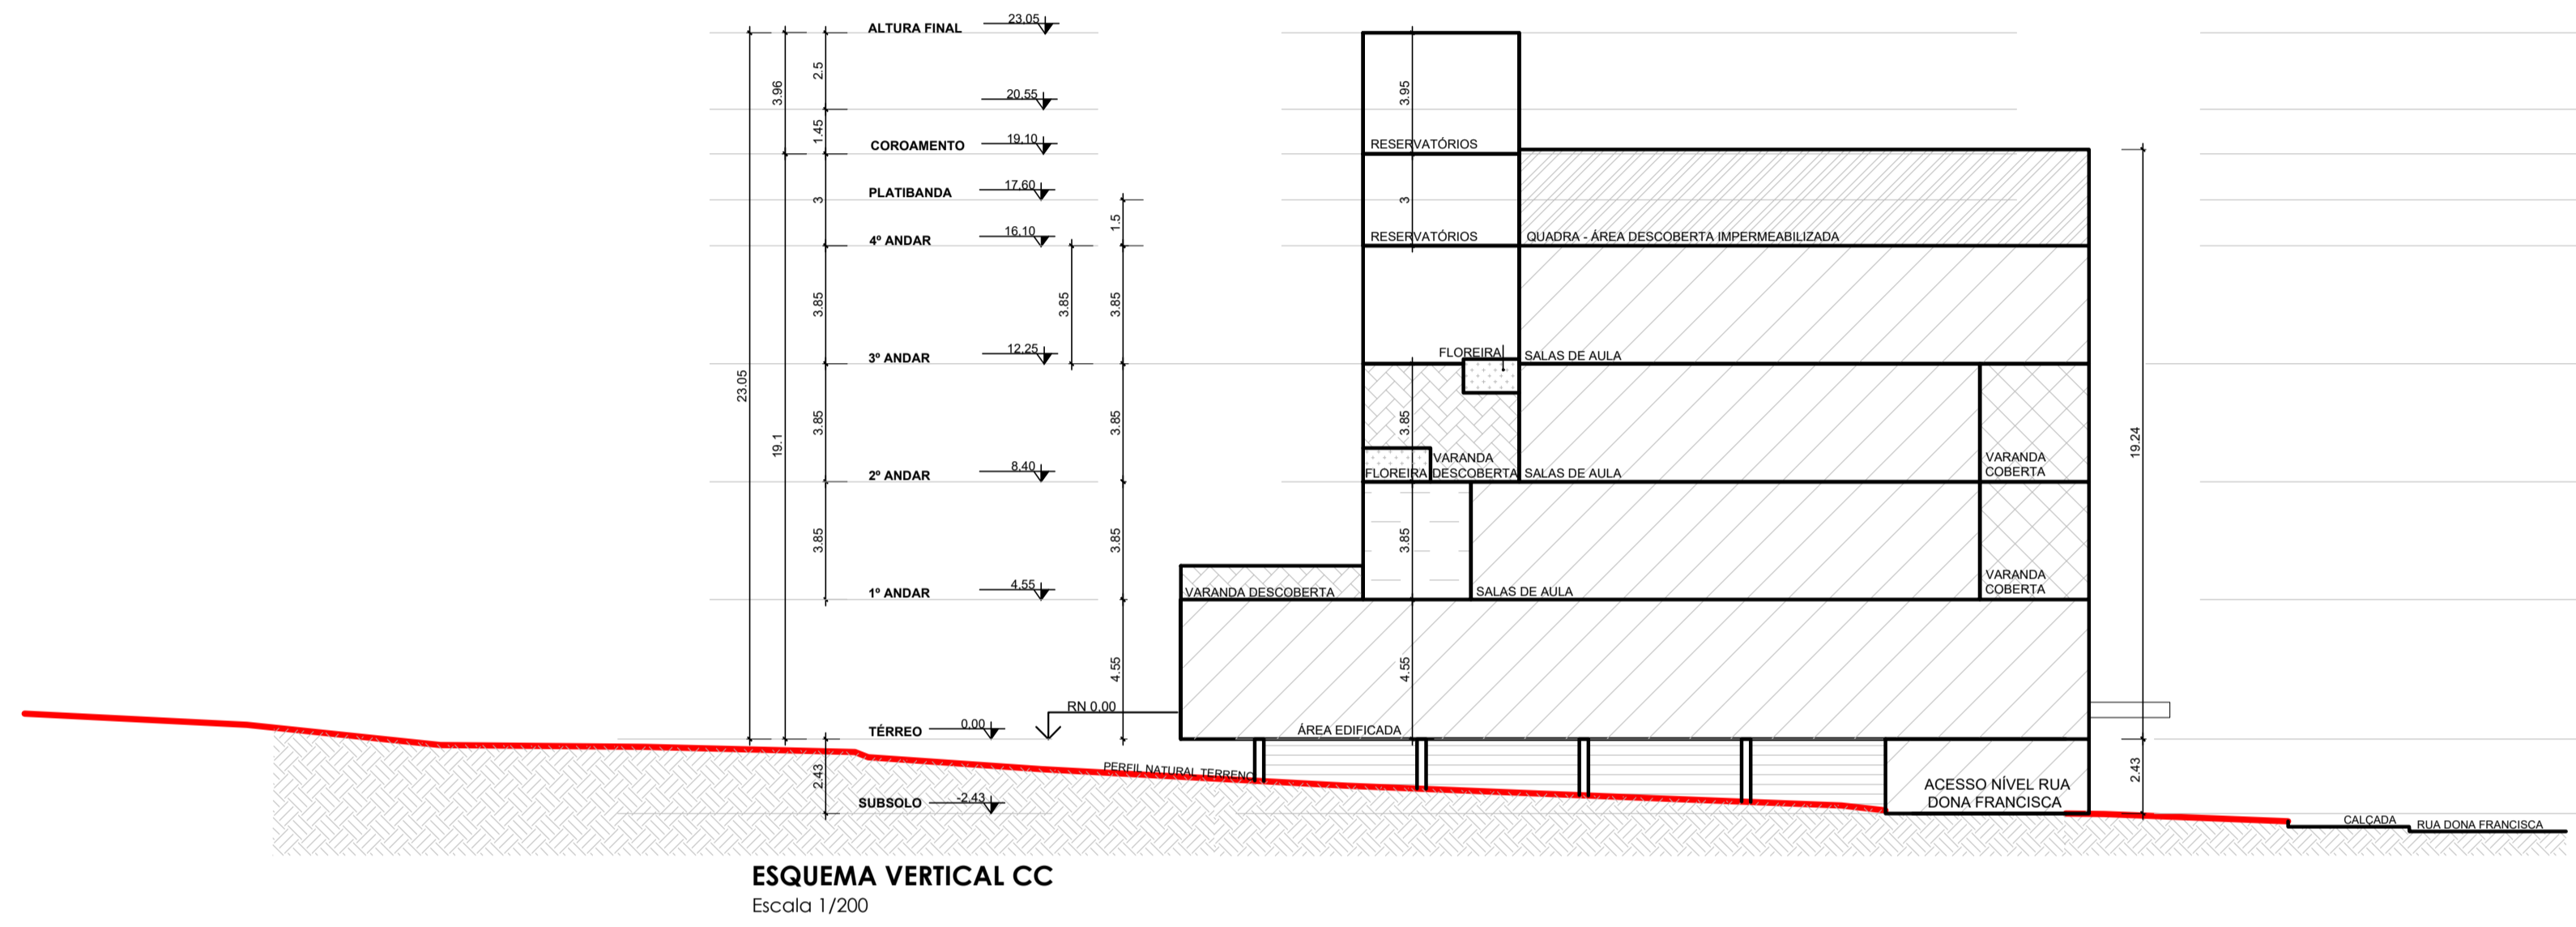 ALTURA FINAL 23.05
20.55
COROAMENTO 19.10
PLATIBANDA 17.60
4º ANDAR 16.10
3º ANDAR 12.25
2º ANDAR 8.40
1º ANDAR 4.55
TÉRREO 0.00
SUBSOLO -2.43
23.05
3.96
19.1
2.5
1.45
3
3.85
3.85
3.85
2.43
3.85
1.5
3.85
3.85
3.85
4.55
RN 0.00
3.95
RESERVATÓRIOS
3
RESERVATÓRIOS
QUADRA - ÁREA DESCOBERTA IMPERMEABILIZADA
FLOREIRA
SALAS DE AULA
3.85
VARANDA
DESCOBERTA
FLOREIRA
SALAS DE AULA
VARANDA
COBERTA
3.85
VARANDA DESCOBERTA
SALAS DE AULA
VARANDA
COBERTA
4.55
ÁREA EDIFICADA
PERFIL NATURAL TERRENO
ACESSO NÍVEL RUA
DONA FRANCISCA
19.24
2.43
CALÇADA
RUA DONA FRANCISCA
ESQUEMA VERTICAL CC
Escala 1/200